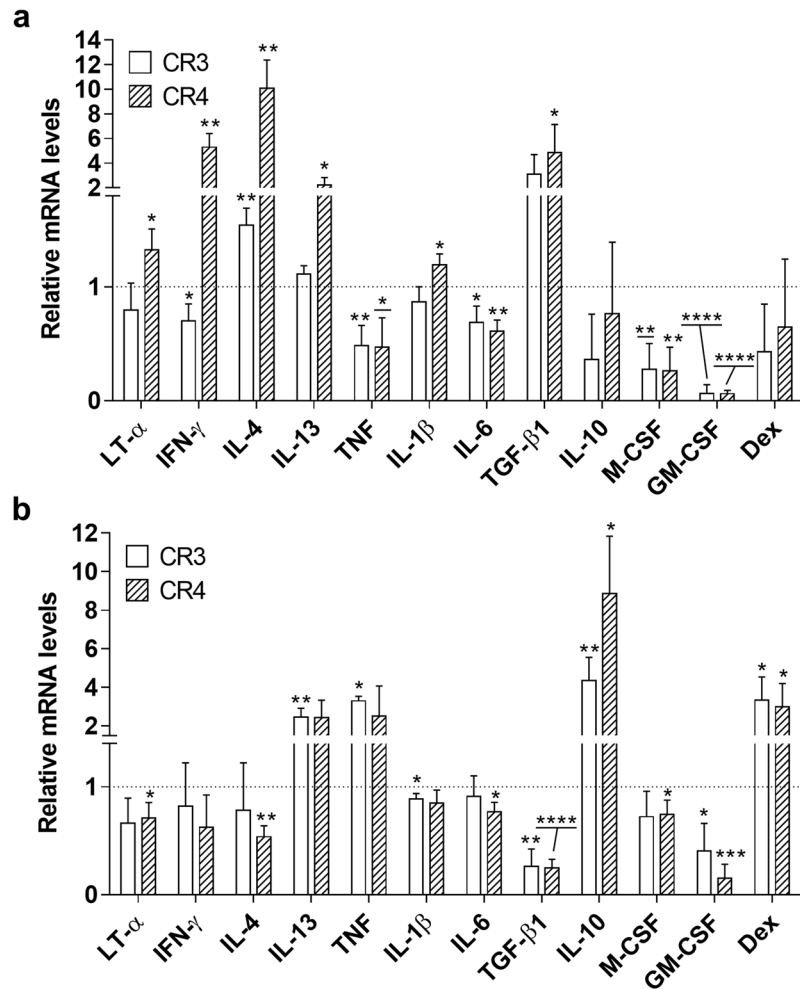 a
14
12
10
8
6
4
2
1
0
Relative mRNA levels
CR3
CR4
* * ** ** ** * ** * * * ** * ** ** **** ****
LT-α IFN-γ IL-4 IL-13 TNF IL-1β IL-6 TGF-β1 IL-10 M-CSF GM-CSF Dex
b
12
10
8
6
4
2
1
0
Relative mRNA levels
CR3
CR4
* ** ** * * * ** **** ** * * * *** * *
LT-α IFN-γ IL-4 IL-13 TNF IL-1β IL-6 TGF-β1 IL-10 M-CSF GM-CSF Dex